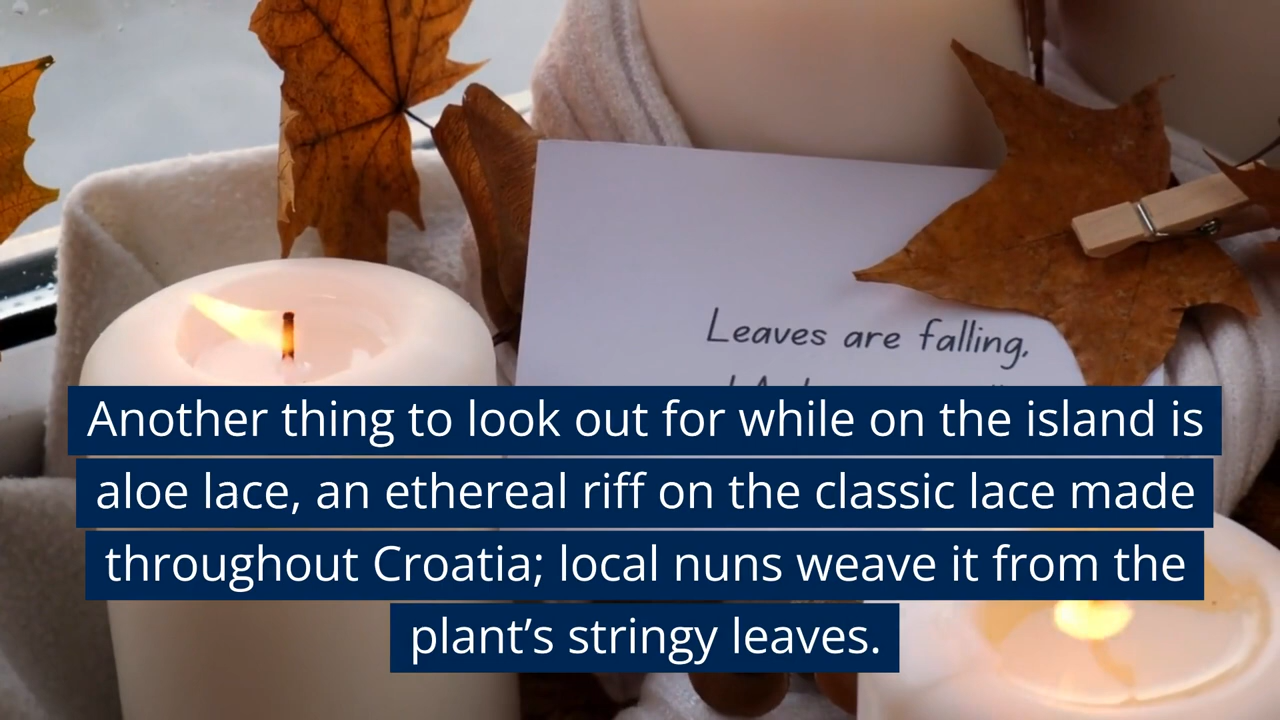 Leaves are falling,
Another thing to look out for while on the island is
aloe lace, an ethereal riff on the classic lace made
throughout Croatia; local nuns weave it from the
plant’s stringy leaves.